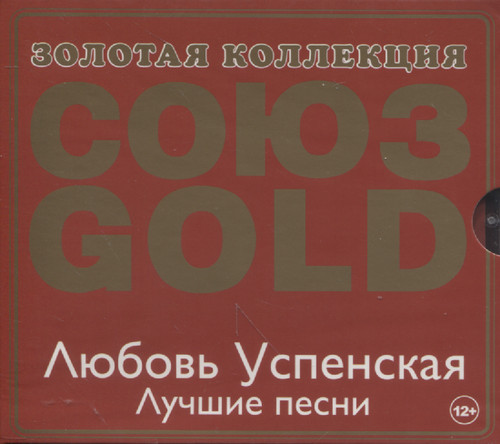 ЗОЛОТАЯ КОЛЛЕКЦИЯ
СОЮЗ
GOLD
Любовь Успенская
Лучшие песни
12+